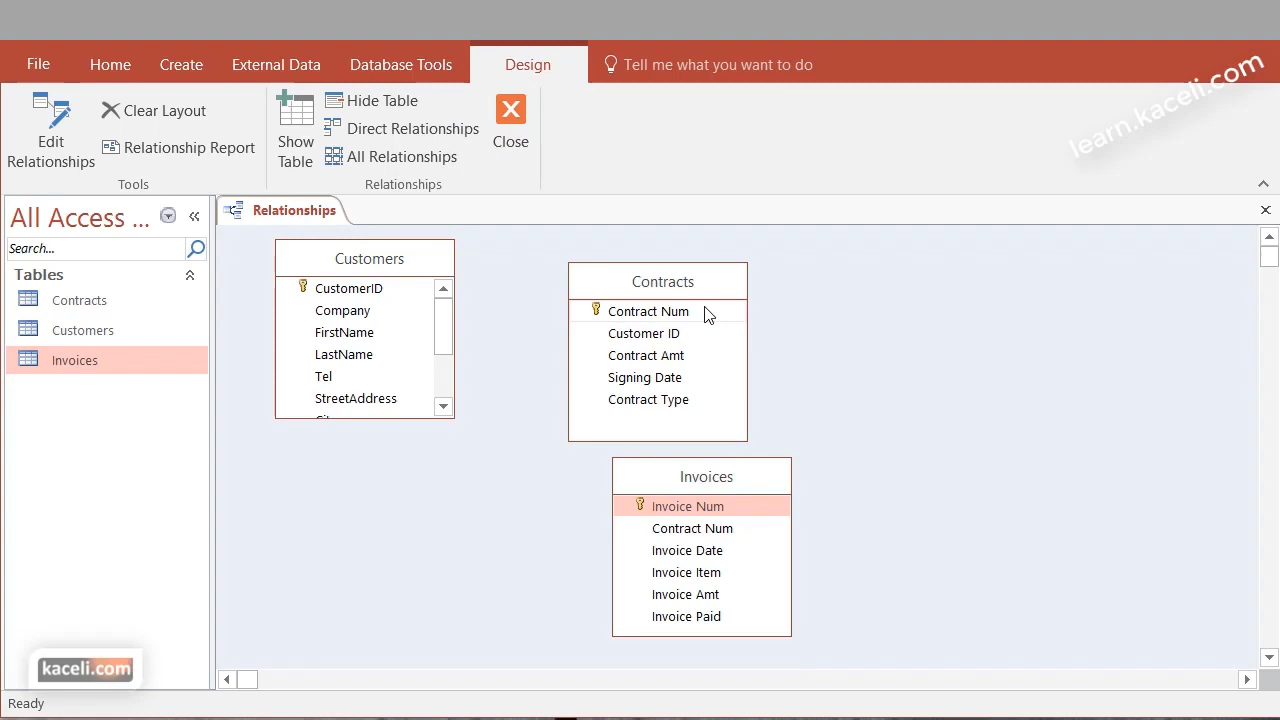 File Home Create External Data Database Tools Design Tell me what you want to do
learn.kaceli.com
Edit Relationships
Clear Layout
Relationship Report
Tools
Show Table
Hide Table
Direct Relationships
All Relationships
Relationships
Close
All Access ...
Search...
Tables
Contracts
Customers
Invoices
Relationships
Customers
CustomerID
Company
FirstName
LastName
Tel
StreetAddress
Contracts
Contract Num
Customer ID
Contract Amt
Signing Date
Contract Type
Invoices
Invoice Num
Contract Num
Invoice Date
Invoice Item
Invoice Amt
Invoice Paid
kaceli.com
Ready